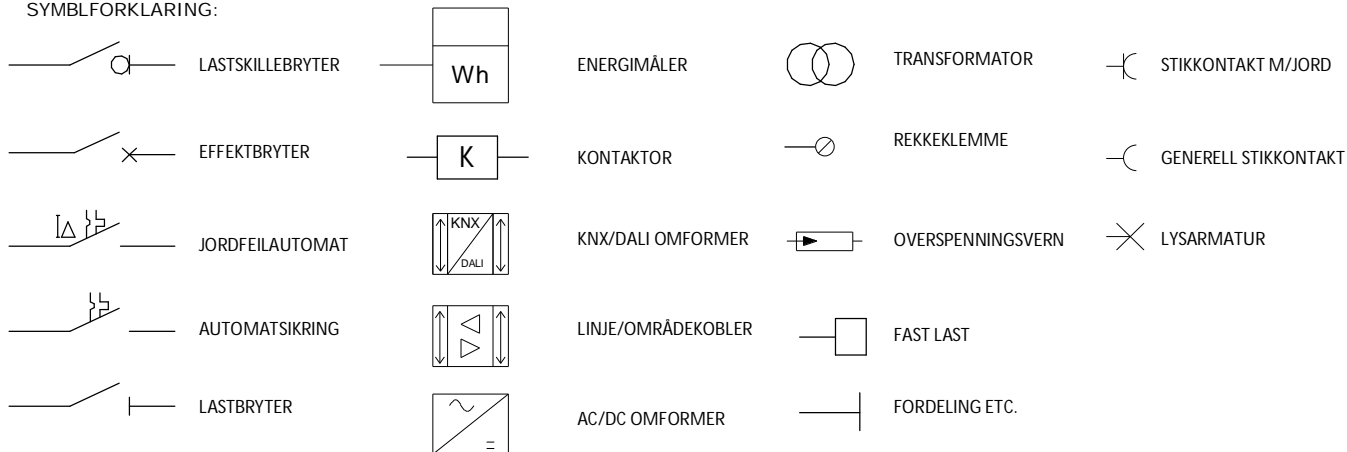 SYMBLFORKLARING:
LASTSKILLEBRYTER
Wh
ENERGIMÅLER
TRANSFORMATOR
STIKKONTAKT M/JORD
EFFEKTBRYTER
K
KONTAKTOR
REKKEKLEMME
GENERELL STIKKONTAKT
I△
JORDFEILAUTOMAT
KNX
DALI
KNX/DALI OMFORMER
OVERSPENNINGSVERN
LYSARMATUR
AUTOMATSIKRING
LINJE/OMRÅDEKOBLER
FAST LAST
LASTBRYTER
AC/DC OMFORMER
FORDELING ETC.